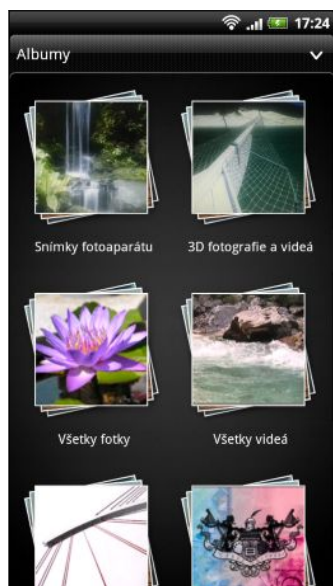 17:24
Albumy
Snímky fotoaparátu
3D fotografie a videá
Všetky fotky
Všetky videá